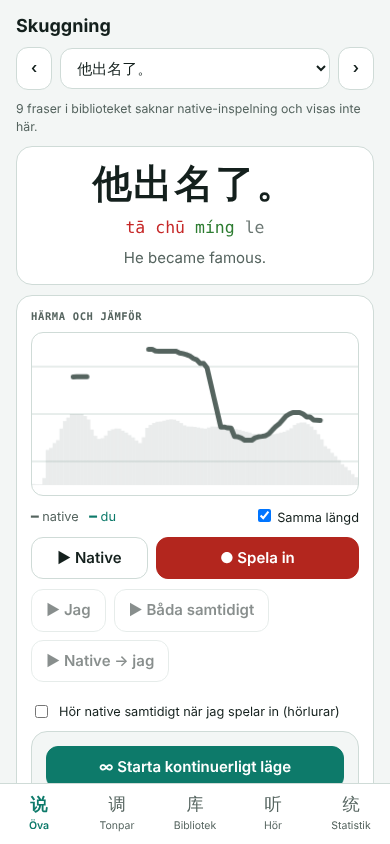 Skuggning
‹ 他出名了。 ›
9 fraser i biblioteket saknar native-inspelning och visas inte
här.
他出名了。
tā chū míng le
He became famous.
HÄRMA OCH JÄMFÖR
native du Samma längd
▶ Native ● Spela in
▶ Jag ▶ Båda samtidigt
▶ Native → jag
Hör native samtidigt när jag spelar in (hörlurar)
∞ Starta kontinuerligt läge
说 调 库 听 统
Öva Tonpar Bibliotek Hör Statistik